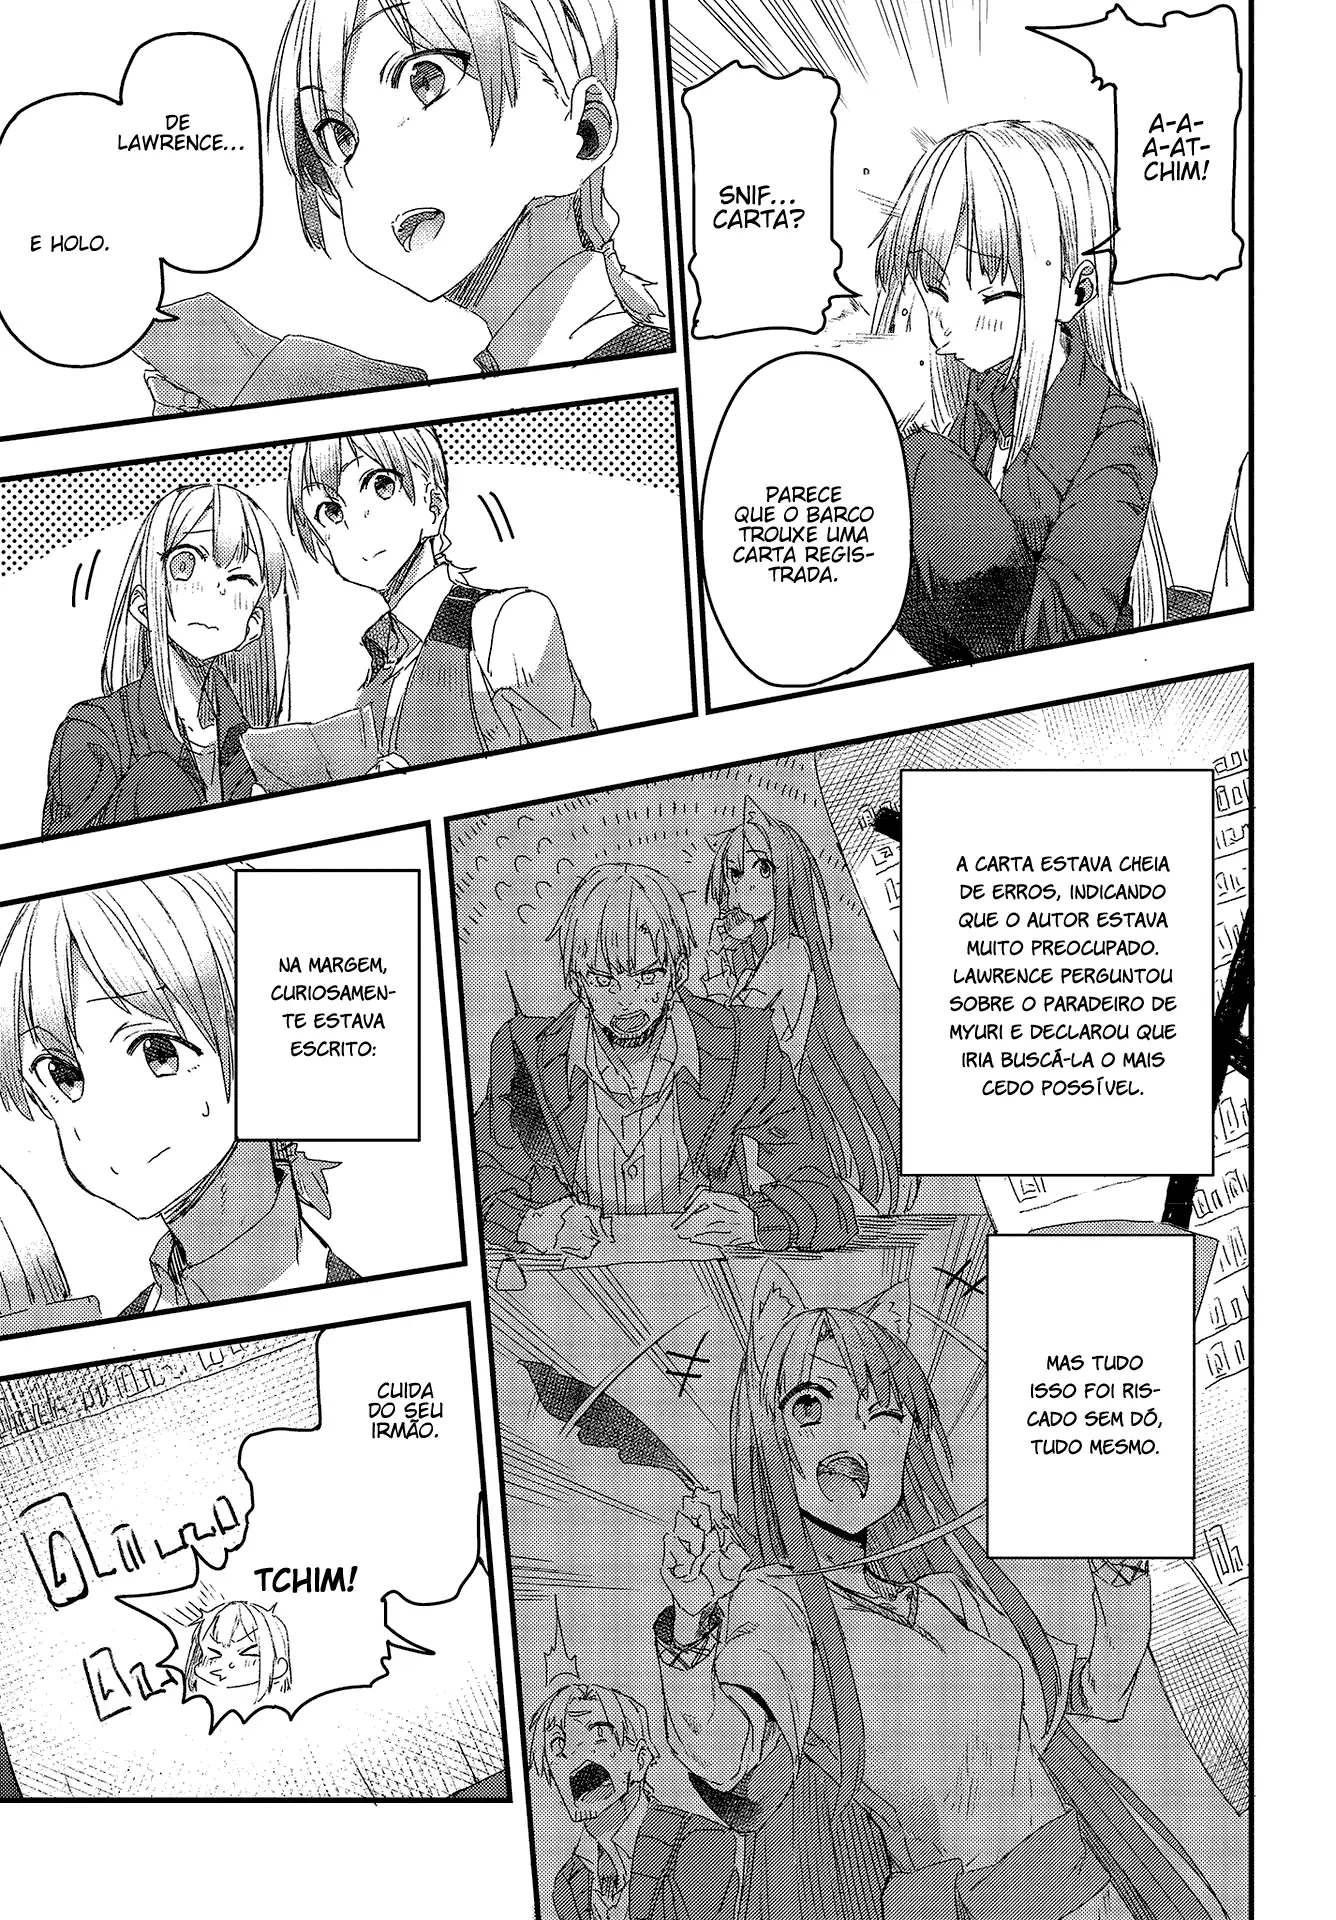 A-A-
A-AT-
CHIM!
SNIF...
CARTA?
PARECE
QUE O BARCO
TROUXE UMA
CARTA REGIS-
TRADA.
DE
LAWRENCE...
E HOLO.
A CARTA ESTAVA CHEIA
DE ERROS, INDICANDO
QUE O AUTOR ESTAVA
MUITO PREOCUPADO.
LAWRENCE PERGUNTOU
SOBRE O PARADEIRO DE
MYURI E DECLAROU QUE
IRIA BUSCÁ-LA O MAIS
CEDO POSSÍVEL.
MAS TUDO
ISSO FOI RIS-
CADO SEM DÓ,
TUDO MESMO.
NA MARGEM,
CURIOSAMEN-
TE ESTAVA
ESCRITO:
CUIDA
DO SEU
IRMÃO.
TCHIM!